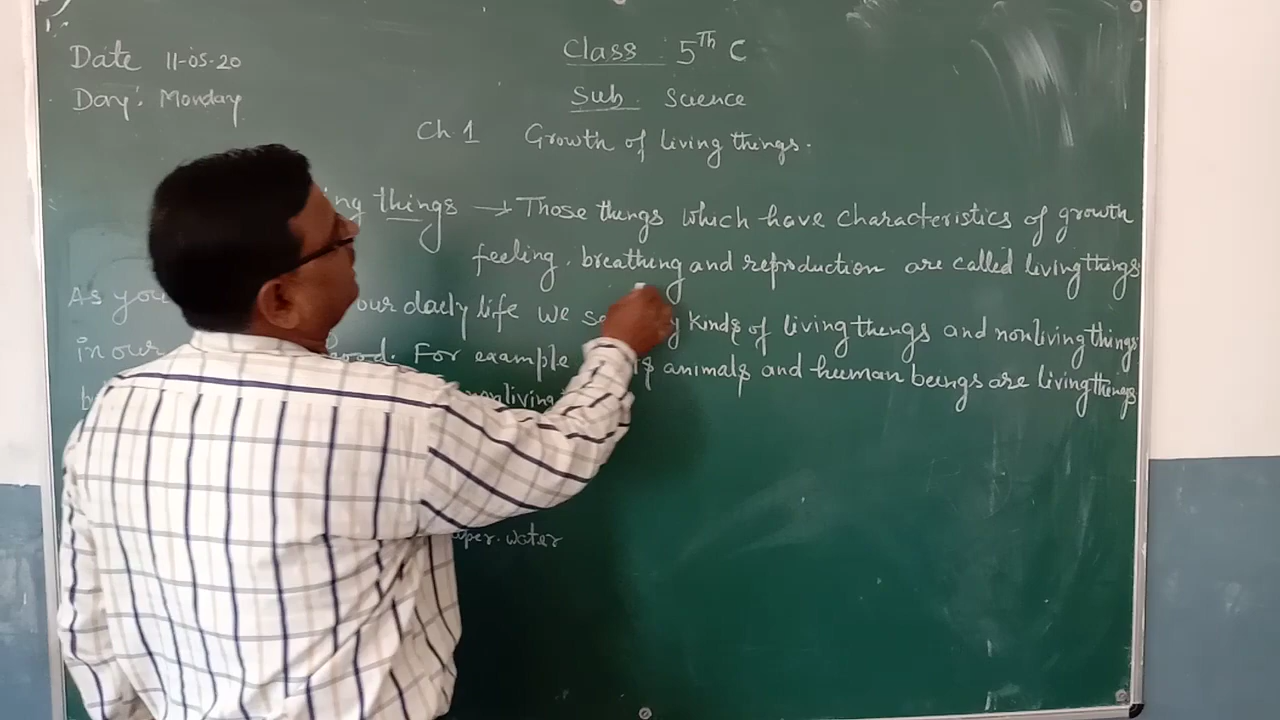 Date 11-05-20
Class : 5Th C
Day: Monday
Sub. Science
Ch. 1 Growth of living things.
things → Those things which have characteristics of growth
feeling, breathing and reproduction are called living things
As you our daily life we kinds of living things and nonliving things
in our For example animals and human beings are living things
nonliving
water